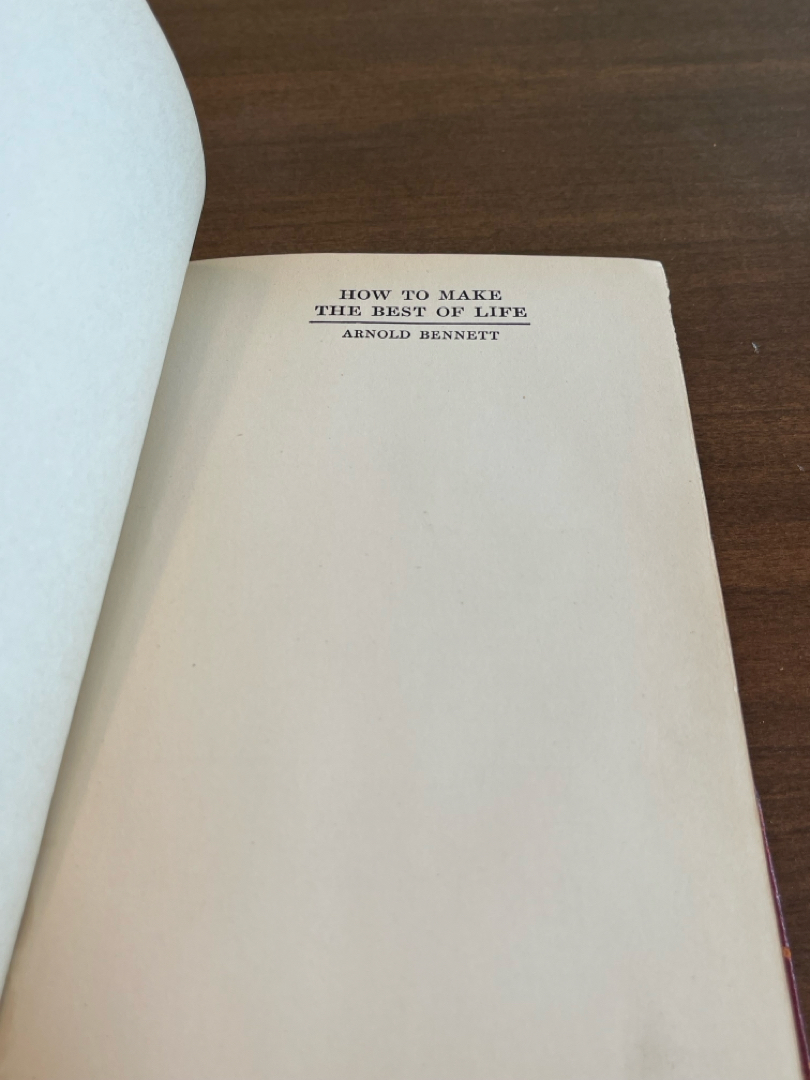 HOW TO MAKE
THE BEST OF LIFE
ARNOLD BENNETT